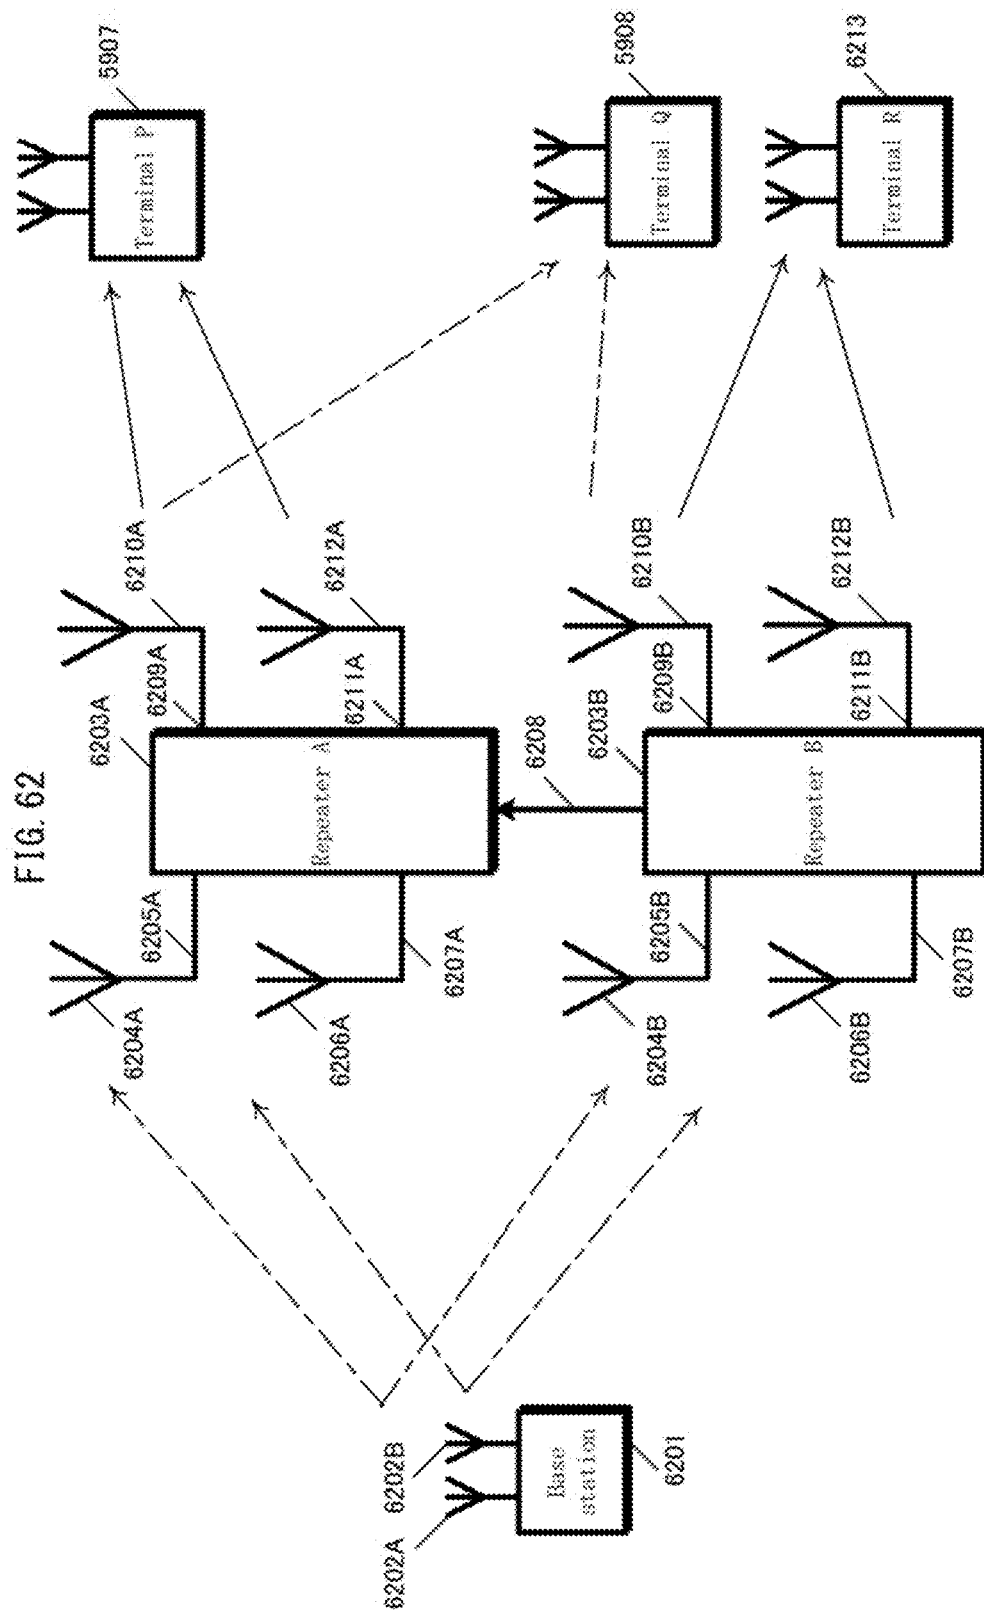 FIG. 62
6201
Base
station
6202A
6202B
6203A
Repeater A
6204A
6205A
6206A
6207A
6208
6209A
6210A
6211A
6212A
6203B
Repeater B
6204B
6205B
6206B
6207B
6209B
6210B
6211B
6212B
5907
Terminal P
5908
Terminal Q
6213
Terminal R